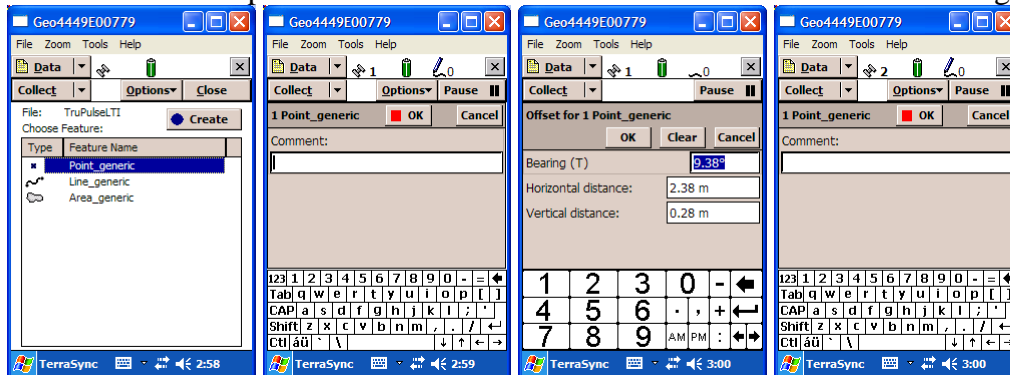 Geo4449E00779
File Zoom Tools Help
Data
Collect Options Close
File: TruPulseLTI
Choose Feature:
Create
Type Feature Name
Point_generic
Line_generic
Area_generic
TerraSync 2:58
Geo4449E00779
File Zoom Tools Help
Data 1 0
Collect Options Pause
1 Point_generic OK Cancel
Comment:
123 1 2 3 4 5 6 7 8 9 0 - =
Tab q w e r t y u i o p [ ]
CAP a s d f g h j k l ; '
Shift z x c v b n m , . /
Ctl áü ` \
TerraSync 2:59
Geo4449E00779
File Zoom Tools Help
Data 1 0
Collect Pause
Offset for 1 Point_generic
OK Clear Cancel
Bearing (T) 9.38°
Horizontal distance: 2.38 m
Vertical distance: 0.28 m
1 2 3 0 -
4 5 6 . , +
7 8 9 AM PM :
TerraSync 3:00
Geo4449E00779
File Zoom Tools Help
Data 2 0
Collect Options Pause
1 Point_generic OK Cancel
Comment:
123 1 2 3 4 5 6 7 8 9 0 - =
Tab q w e r t y u i o p [ ]
CAP a s d f g h j k l ; '
Shift z x c v b n m , . /
Ctl áü ` \
TerraSync 3:00